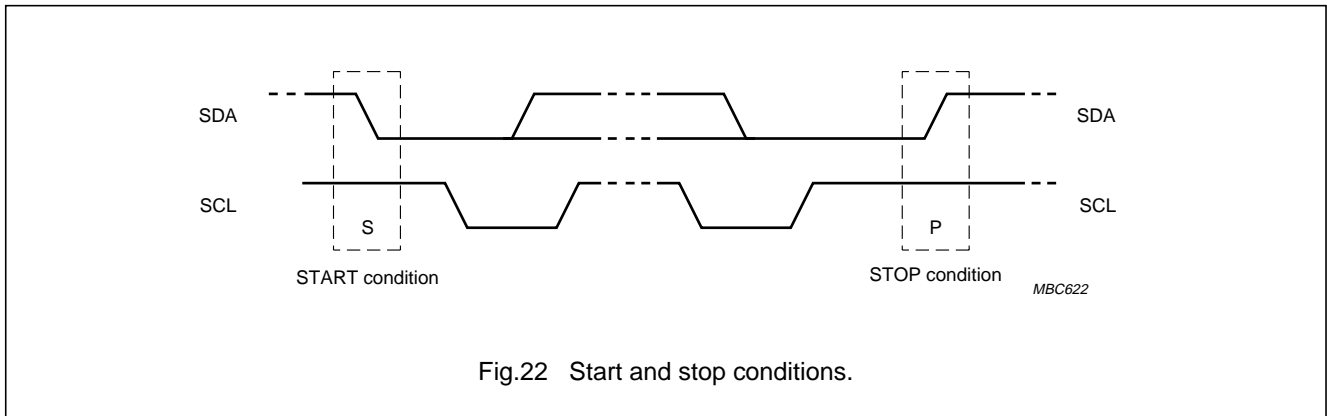 SDA
SDA
SCL
SCL
S
P
START condition
STOP condition
MBC622
Fig.22 Start and stop conditions.